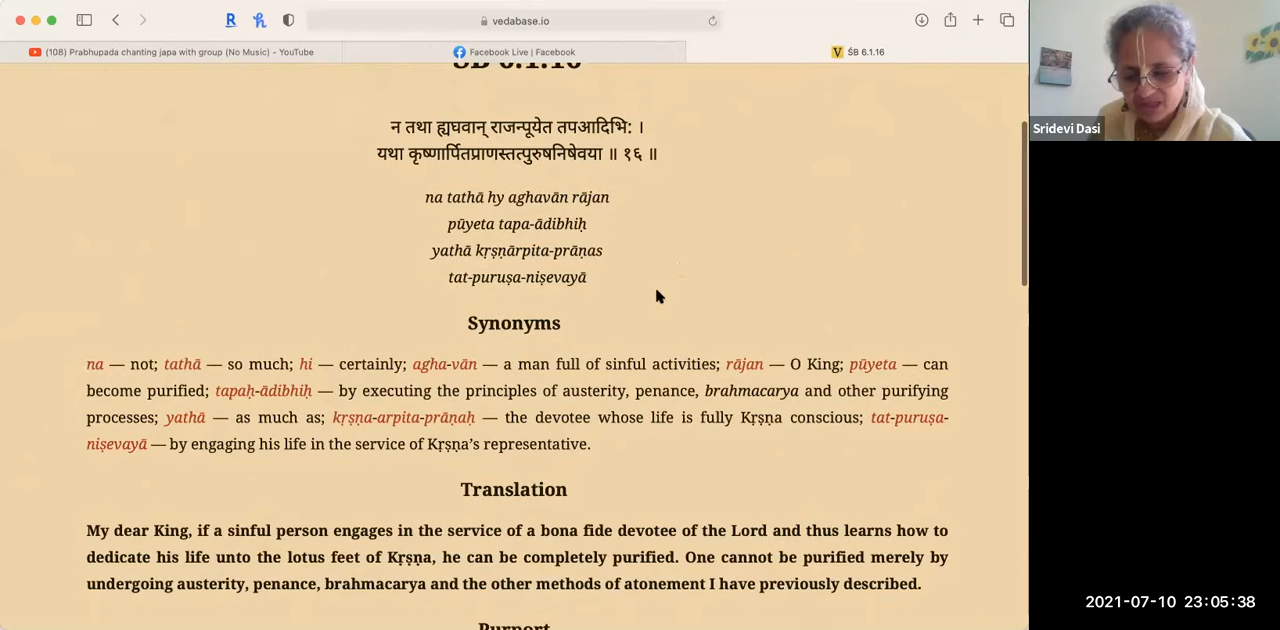 vedabase.io
(108) Prabhupada chanting japa with group (No Music) - YouTube
Facebook Live | Facebook
ŚB 6.1.16
ŚB 6.1.16
न तथा ह्यघवान् राजन्पूयेत तपआदिभि: ।
यथा कृष्णार्पितप्राणस्तत्पुरुषनिषेवया ॥ १६ ॥
na tathā hy aghavān rājan
pūyeta tapa-ādibhiḥ
yathā kṛṣṇārpita-prāṇas
tat-puruṣa-niṣevayā
Synonyms
na — not; tathā — so much; hi — certainly; agha-vān — a man full of sinful activities; rājan — O King; pūyeta — can
become purified; tapaḥ-ādibhiḥ — by executing the principles of austerity, penance, brahmacarya and other purifying
processes; yathā — as much as; kṛṣṇa-arpita-prāṇaḥ — the devotee whose life is fully Kṛṣṇa conscious; tat-puruṣa-
niṣevayā — by engaging his life in the service of Kṛṣṇa’s representative.
Translation
My dear King, if a sinful person engages in the service of a bona fide devotee of the Lord and thus learns how to
dedicate his life unto the lotus feet of Kṛṣṇa, he can be completely purified. One cannot be purified merely by
undergoing austerity, penance, brahmacarya and the other methods of atonement I have previously described.
Purport
Sridevi Dasi
2021-07-10 23:05:38